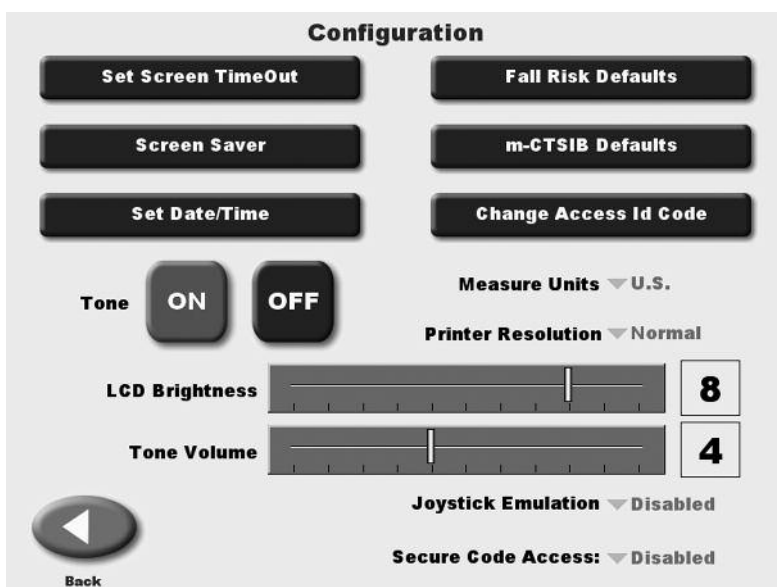 Configuration
Set Screen TimeOut
Fall Risk Defaults
Screen Saver
m-CTSIB Defaults
Set Date/Time
Change Access Id Code
Tone
ON
OFF
Measure Units U.S.
Printer Resolution Normal
LCD Brightness
8
Tone Volume
4
Joystick Emulation Disabled
Secure Code Access: Disabled
Back